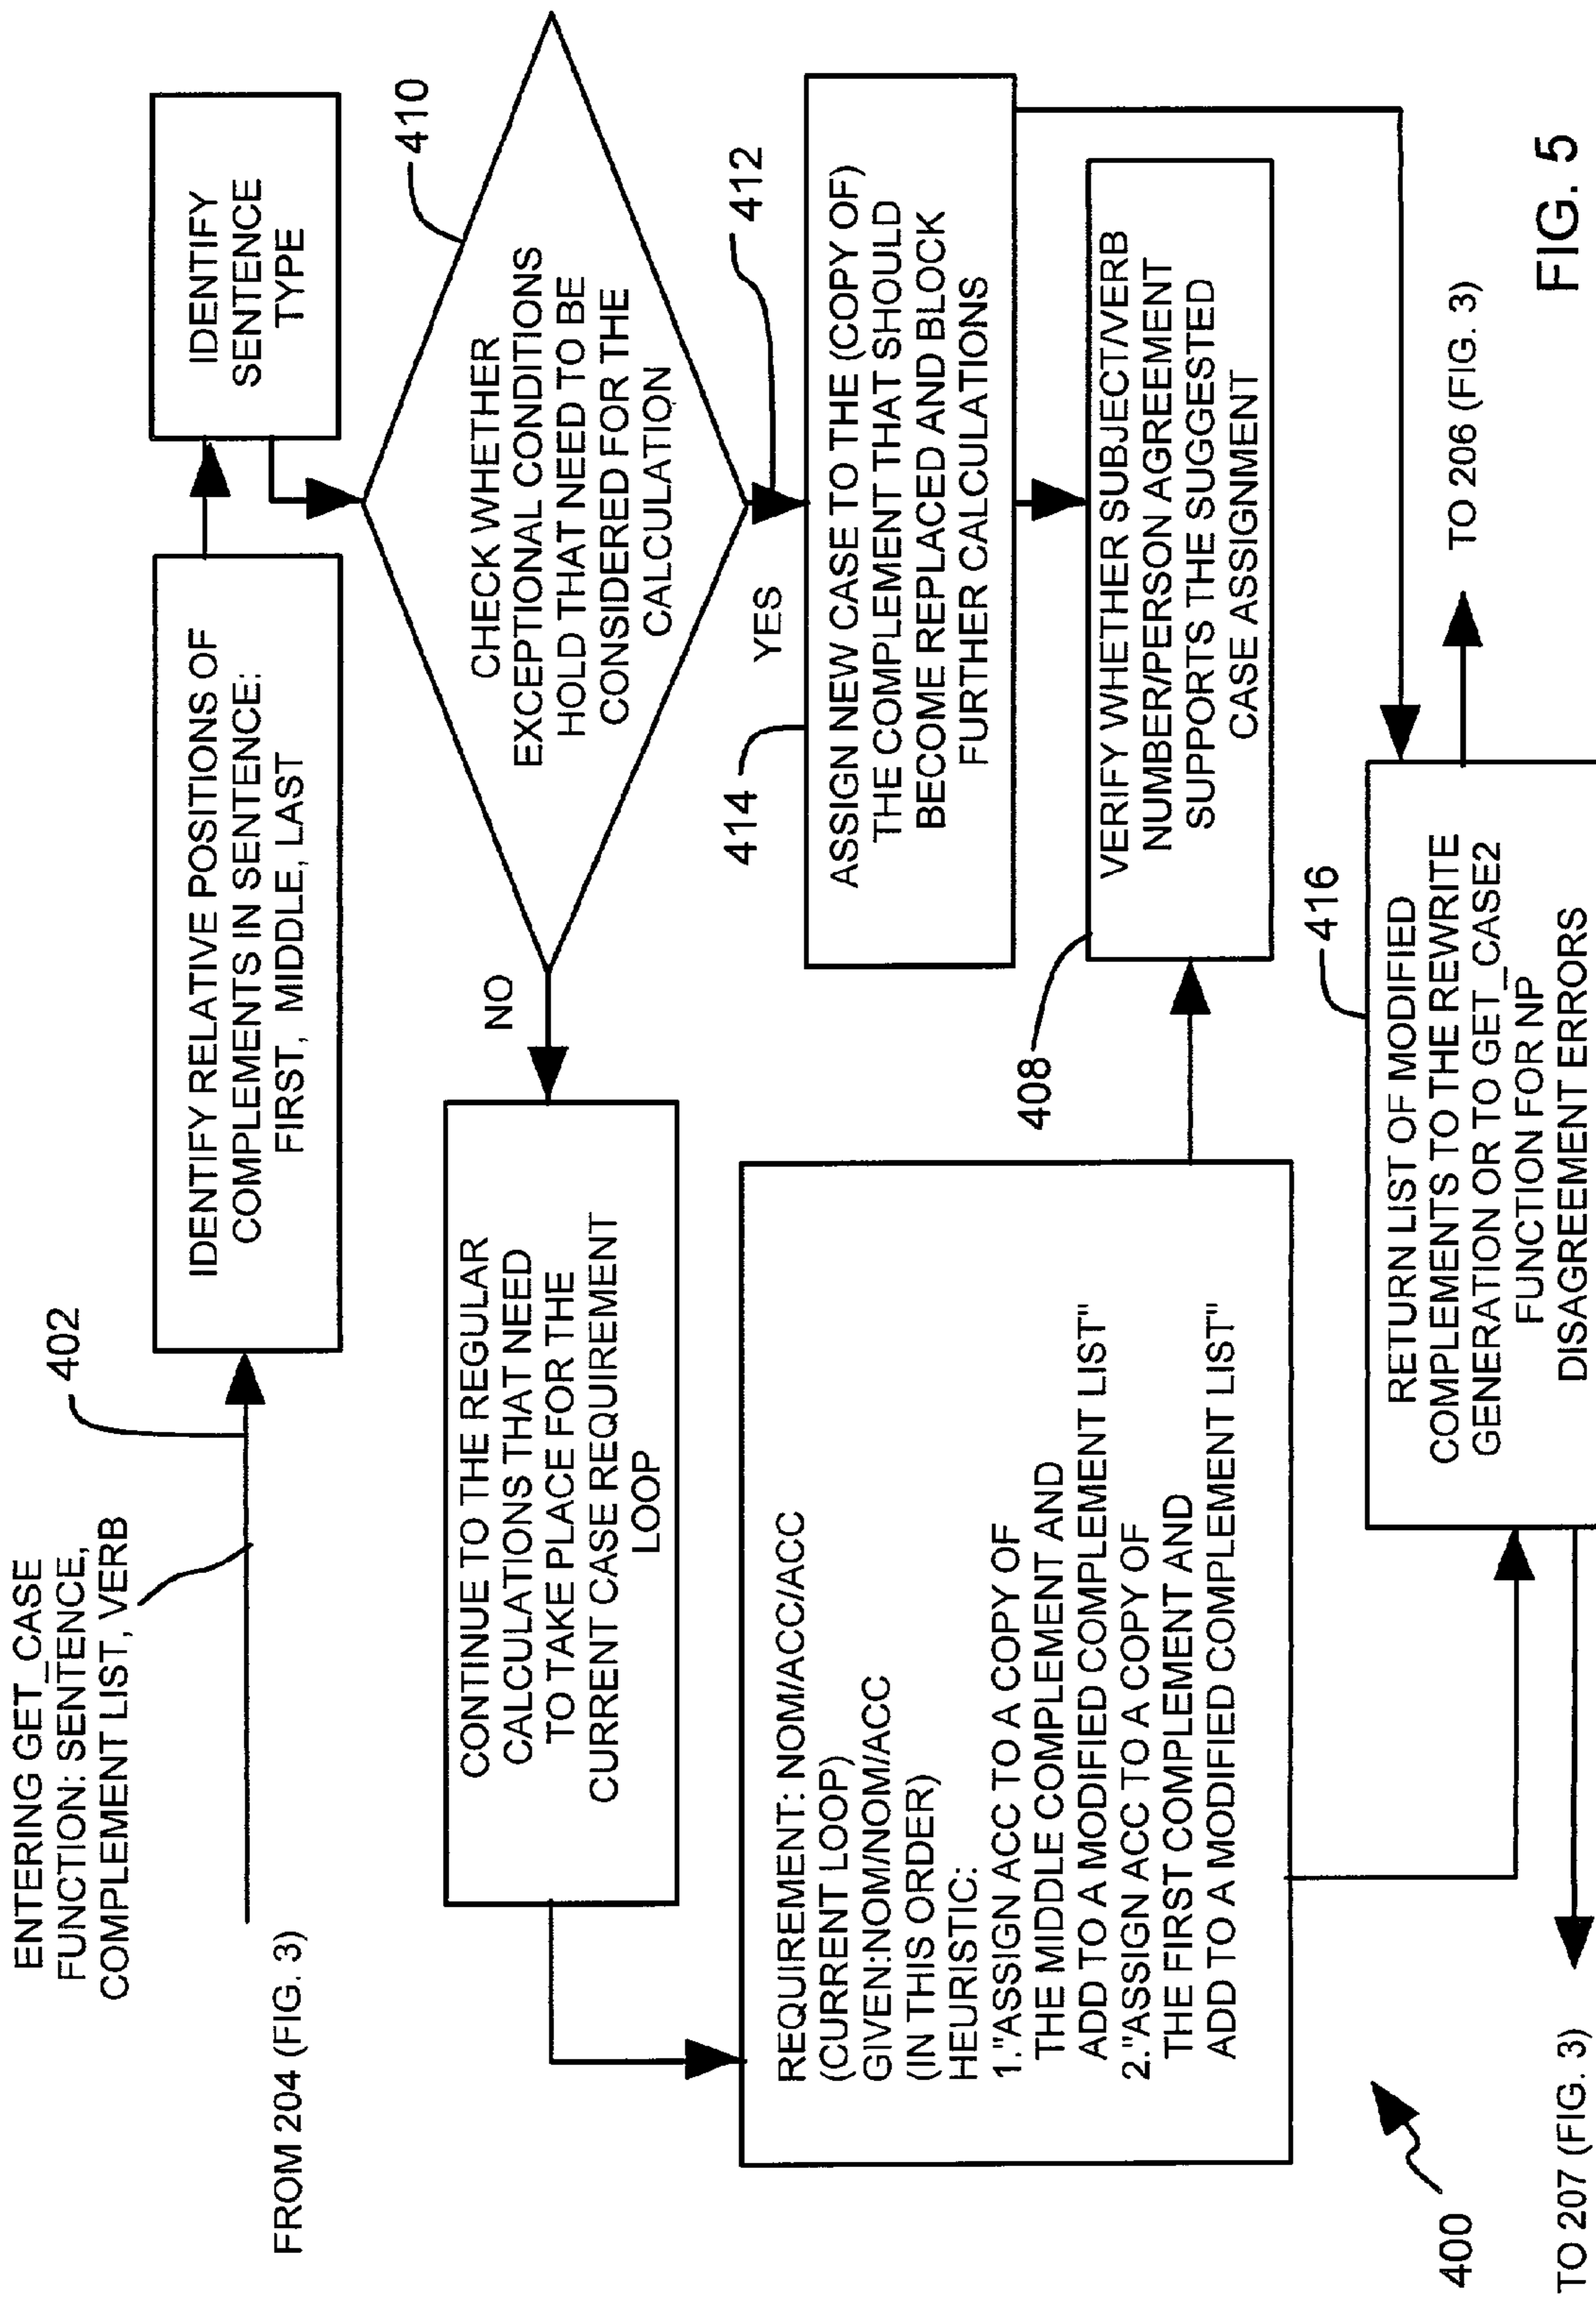 ENTERING GET_CASE
FUNCTION: SENTENCE,
COMPLEMENT LIST, VERB
402
FROM 204 (FIG. 3)
IDENTIFY RELATIVE POSITIONS OF
COMPLEMENTS IN SENTENCE:
FIRST, MIDDLE, LAST
IDENTIFY
SENTENCE
TYPE
410
CHECK WHETHER
EXCEPTIONAL CONDITIONS
HOLD THAT NEED TO BE
CONSIDERED FOR THE
CALCULATION
NO
CONTINUE TO THE REGULAR
CALCULATIONS THAT NEED
TO TAKE PLACE FOR THE
CURRENT CASE REQUIREMENT
LOOP
YES
412
414
ASSIGN NEW CASE TO THE (COPY OF)
THE COMPLEMENT THAT SHOULD
BECOME REPLACED AND BLOCK
FURTHER CALCULATIONS
REQUIREMENT: NOM/ACC/ACC
(CURRENT LOOP)
GIVEN:NOM/NOM/ACC
(IN THIS ORDER)
HEURISTIC:
1."ASSIGN ACC TO A COPY OF
THE MIDDLE COMPLEMENT AND
ADD TO A MODIFIED COMPLEMENT LIST"
2."ASSIGN ACC TO A COPY OF
THE FIRST COMPLEMENT AND
ADD TO A MODIFIED COMPLEMENT LIST"
408
VERIFY WHETHER SUBJECT/VERB
NUMBER/PERSON AGREEMENT
SUPPORTS THE SUGGESTED
CASE ASSIGNMENT
416
RETURN LIST OF MODIFIED
COMPLEMENTS TO THE REWRITE
GENERATION OR TO GET_CASE2
FUNCTION FOR NP
DISAGREEMENT ERRORS
TO 206 (FIG. 3)
400
TO 207 (FIG. 3)
FIG. 5